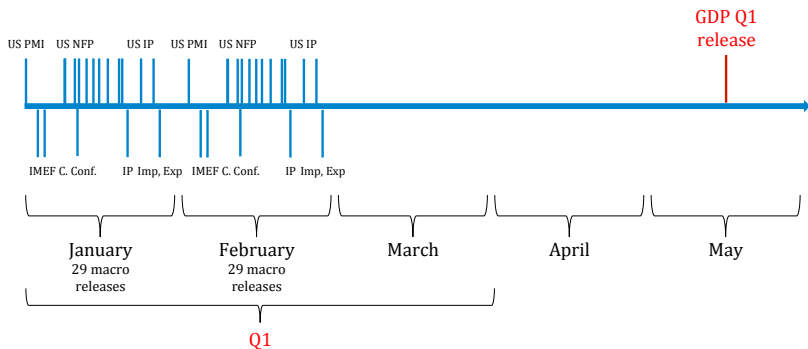 GDP Q1
release
US PMI US NFP US IP US PMI US NFP US IP
IMEF C. Conf. IP Imp, Exp IMEF C. Conf. IP Imp, Exp
January February March April May
29 macro 29 macro
releases releases
Q1